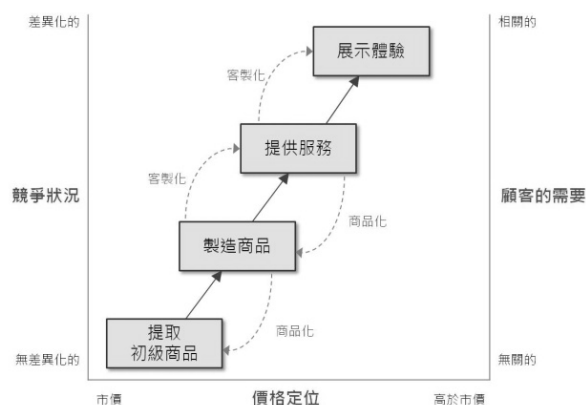 差異化的
相關的
展示體驗
客製化
提供服務
客製化
競爭狀況
顧客的需要
商品化
製造商品
提取
初級商品
商品化
無差異化的
無關的
市價
價格定位
高於市價